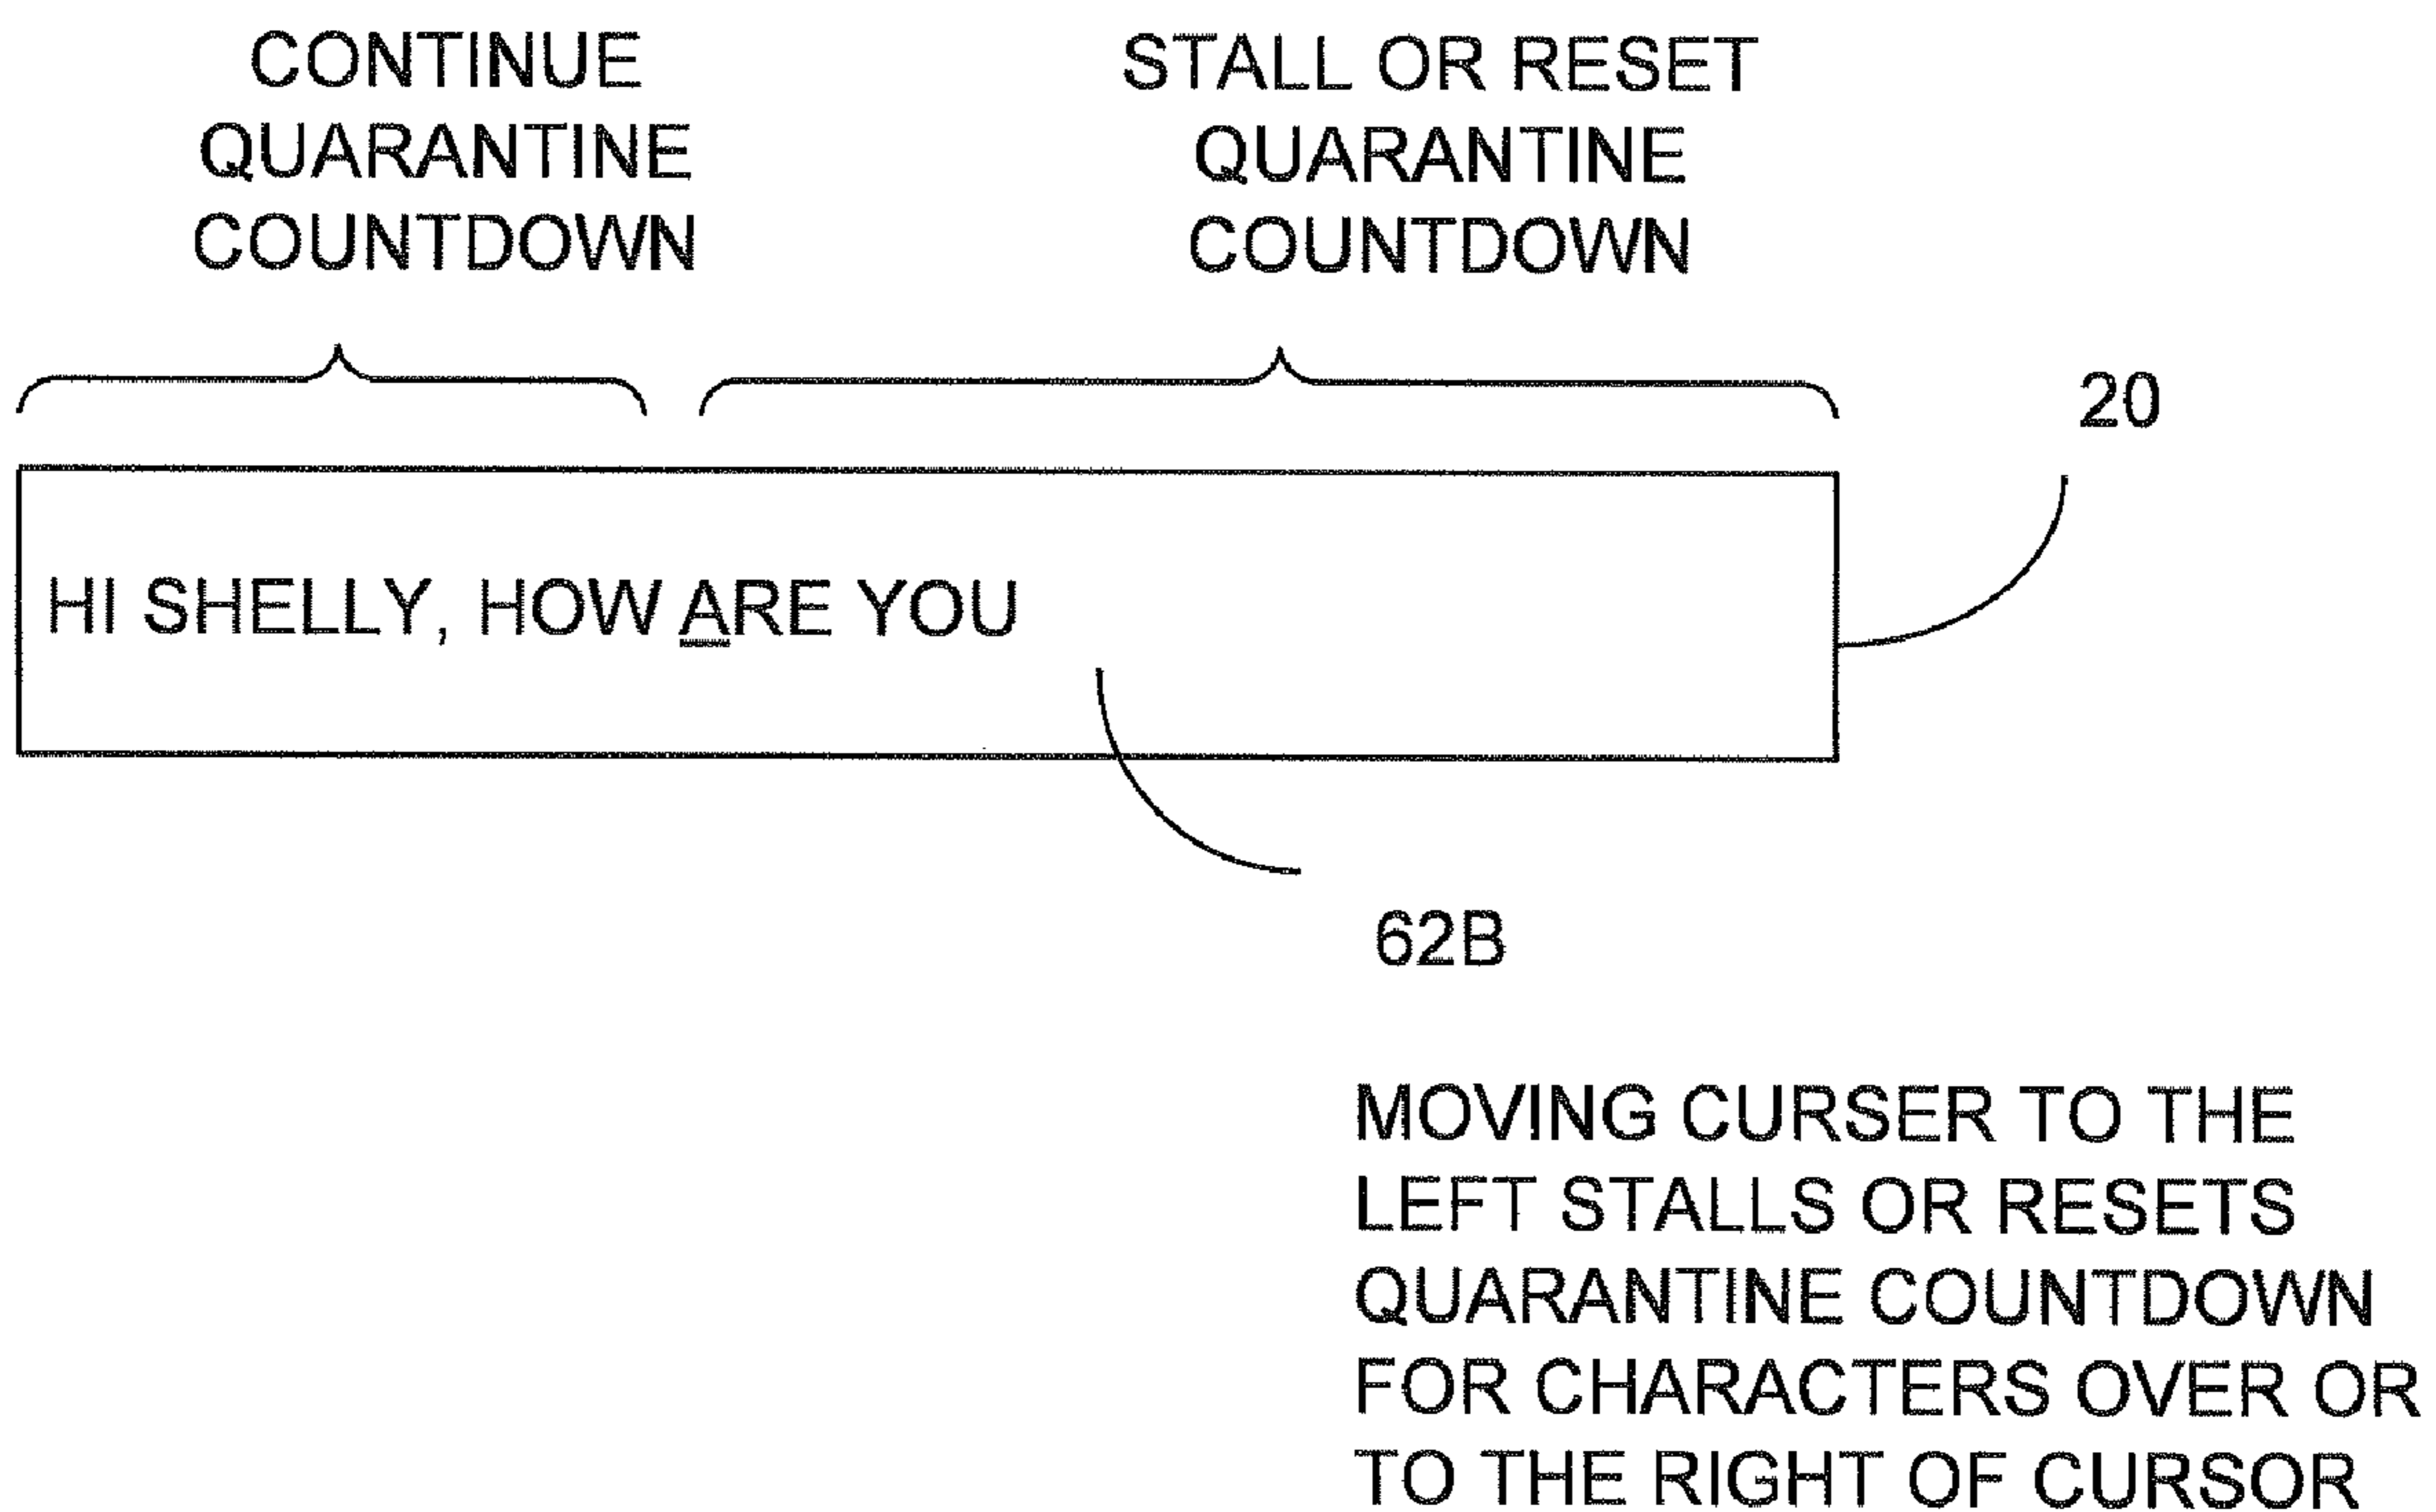 CONTINUE
QUARANTINE
COUNTDOWN
STALL OR RESET
QUARANTINE
COUNTDOWN
20
HI SHELLY, HOW ARE YOU
62B
MOVING CURSER TO THE
LEFT STALLS OR RESETS
QUARANTINE COUNTDOWN
FOR CHARACTERS OVER OR
TO THE RIGHT OF CURSOR